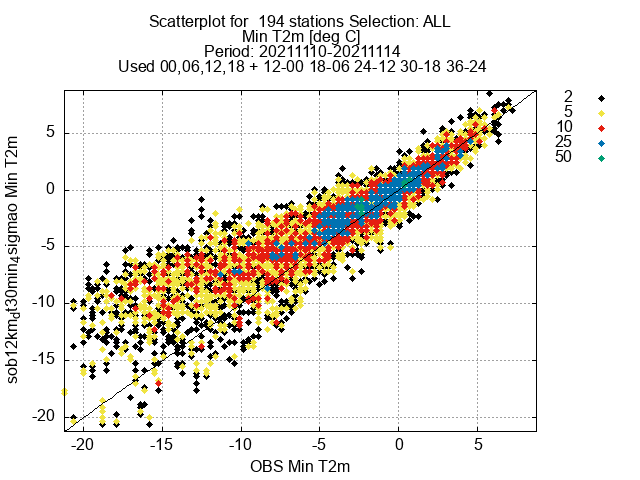 Scatterplot for  194 stations Selection: ALL
Min T2m [deg C]
Period: 20211110-20211114
Used 00,06,12,18 + 12-00 18-06 24-12 30-18 36-24
2
5
10
25
50
5
0
-5
-10
-15
-20
sob12km_dt30min_4sigmao  Min T2m
-20 -15 -10 -5 0 5
OBS Min T2m